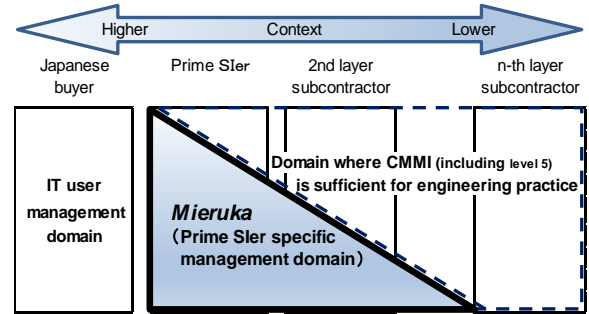 Higher Context Lower
Japanese buyer
Prime SIer
2nd layer subcontractor
n-th layer subcontractor
IT user
management
domain
Domain where CMMI (including level 5)
is sufficient for engineering practice
Mieruka
（Prime SIer specific
management domain）